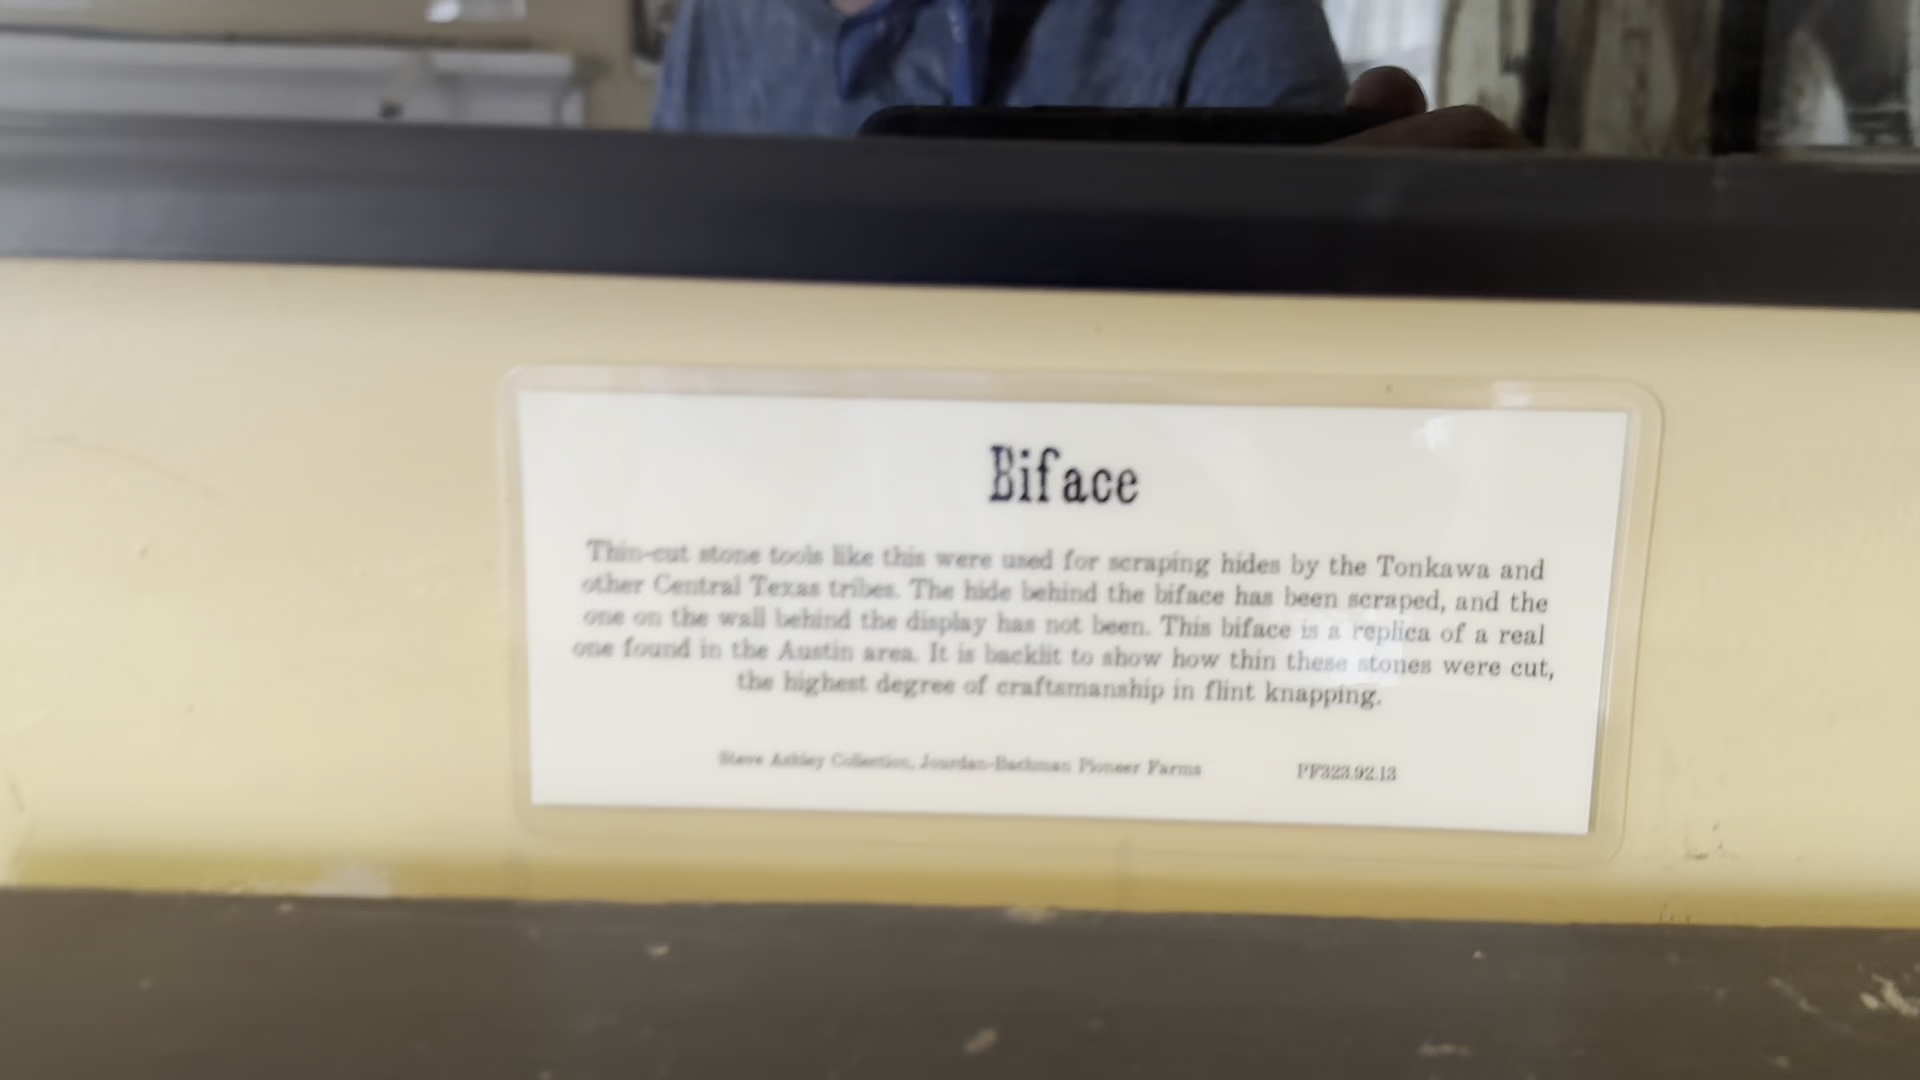 Biface
Thin-cut stone tools like this were used for scraping hides by the Tonkawa and
other Central Texas tribes. The hide behind the biface has been scraped, and the
one on the wall behind the display has not been. This biface is a replica of a real
one found in the Austin area. It is backlit to show how thin these stones were cut,
the highest degree of craftsmanship in flint knapping.
Steve Ashley Collection, Jourdan-Bachman Pioneer Farms PF323.92.13